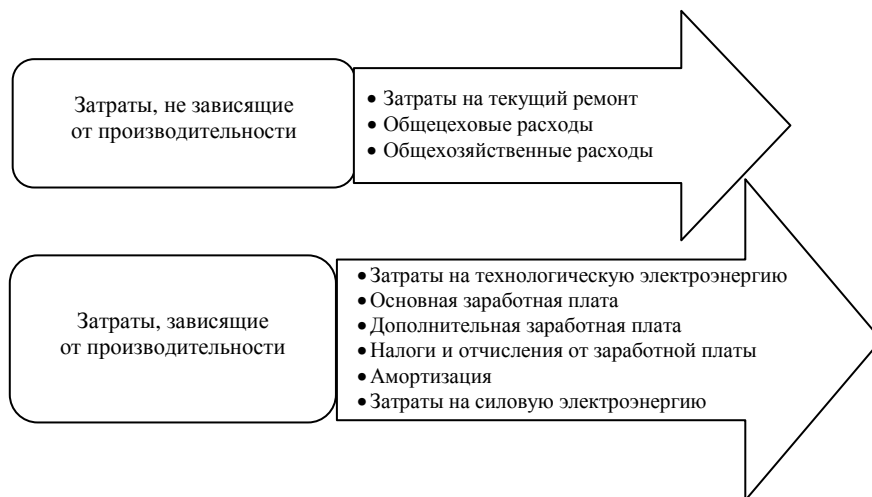 Затраты, не зависящие
от производительности
• Затраты на текущий ремонт
• Общецеховые расходы
• Общехозяйственные расходы
Затраты, зависящие
от производительности
• Затраты на технологическую электроэнергию
• Основная заработная плата
• Дополнительная заработная плата
• Налоги и отчисления от заработной платы
• Амортизация
• Затраты на силовую электроэнергию